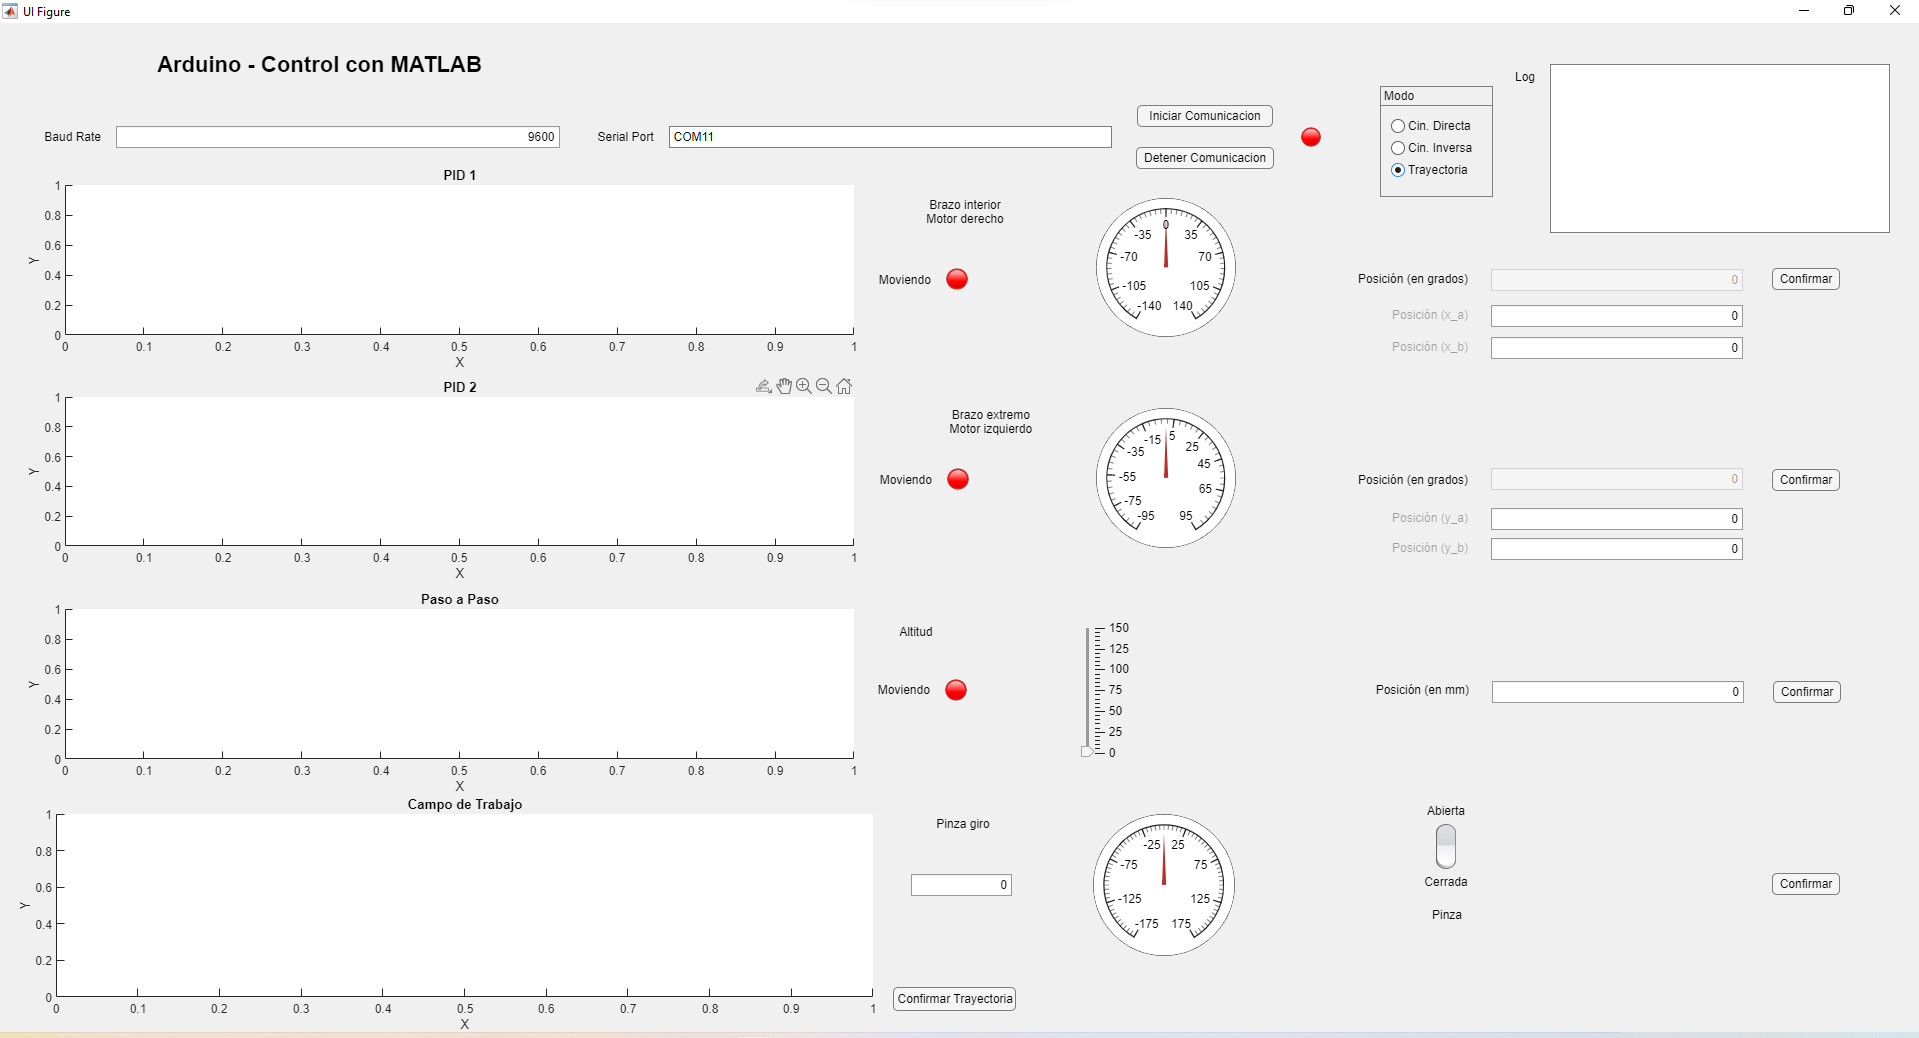 UI Figure
Arduino - Control con MATLAB
Baud Rate
9600
Serial Port
COM11
Iniciar Comunicacion
Detener Comunicacion
Modo
Cin. Directa
Cin. Inversa
Trayectoria
Log
PID 1
1
0.8
0.6
0.4
0.2
0
Y
0 0.1 0.2 0.3 0.4 0.5 0.6 0.7 0.8 0.9 1
X
Brazo interior
Motor derecho
Moviendo
0
-35 35
-70 70
-105 105
-140 140
Posición (en grados)
0
Confirmar
Posición (x_a)
0
Posición (x_b)
0
PID 2
1
0.8
0.6
0.4
0.2
0
Y
0 0.1 0.2 0.3 0.4 0.5 0.6 0.7 0.8 0.9 1
X
Brazo extremo
Motor izquierdo
Moviendo
-15 5
-35 25
45
-55
65
-75
-95 95
Posición (en grados)
0
Confirmar
Posición (y_a)
0
Posición (y_b)
0
Paso a Paso
1
0.8
0.6
0.4
0.2
0
Y
0 0.1 0.2 0.3 0.4 0.5 0.6 0.7 0.8 0.9 1
X
Altitud
Moviendo
150
125
100
75
50
25
0
Posición (en mm)
0
Confirmar
Campo de Trabajo
1
0.8
0.6
0.4
0.2
0
Y
0 0.1 0.2 0.3 0.4 0.5 0.6 0.7 0.8 0.9 1
X
Pinza giro
0
-25 25
-75 75
-125 125
-175 175
Abierta
Cerrada
Pinza
Confirmar
Confirmar Trayectoria